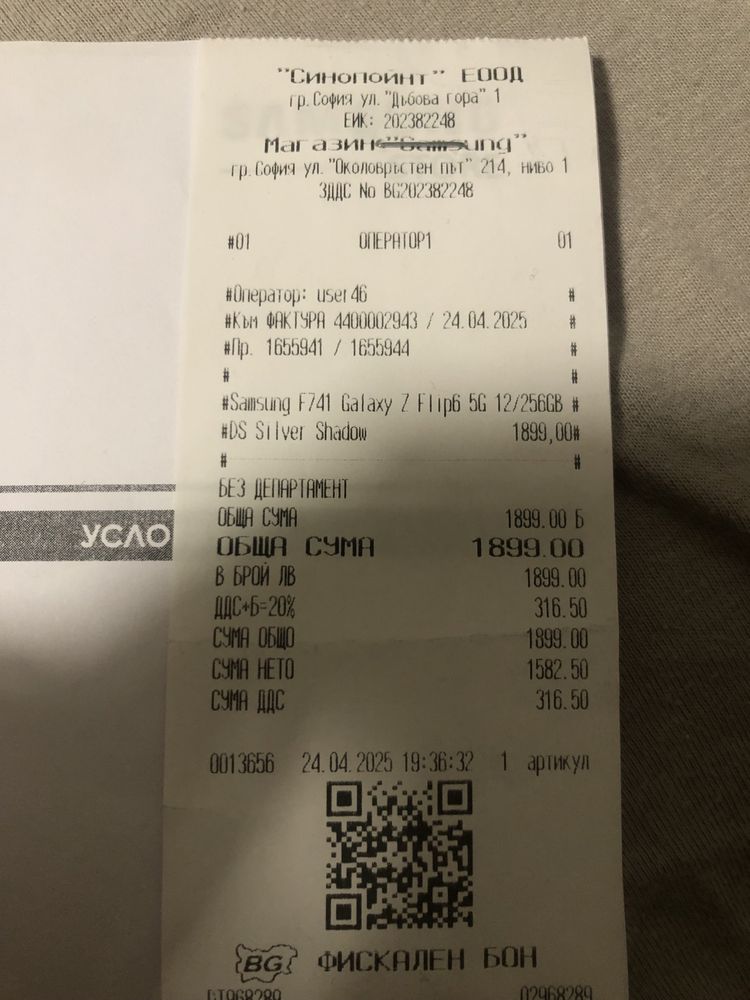 "Синопойнт" ЕООД
гр.София ул."Дъбова гора" 1
ЕИК: 202382248
Магазин "Samsung"
гр.София ул."Околовръстен път" 214, ниво 1
ЗДДС No BG202382248
#01 ОПЕРАТОР1 01
#Оператор: user46 #
#Към ФАКТУРА 4400002943 / 24.04.2025 #
#Пр. 1655941 / 1655944 #
# #
#Samsung F741 Galaxy Z Flip6 5G 12/256GB #
#DS Silver Shadow 1899,00#
# #
БЕЗ ДЕПАРТАМЕНТ
ОБЩА СУМА 1899.00 Б
ОБЩА СУМА 1899.00
В БРОЙ ЛВ 1899.00
ДДС+Б=20% 316.50
СУМА ОБЩО 1899.00
СУМА НЕТО 1582.50
СУМА ДДС 316.50
0013656 24.04.2025 19:36:32 1 артикул
BG ФИСКАЛЕН БОН
DT968289 02968289
УСЛО